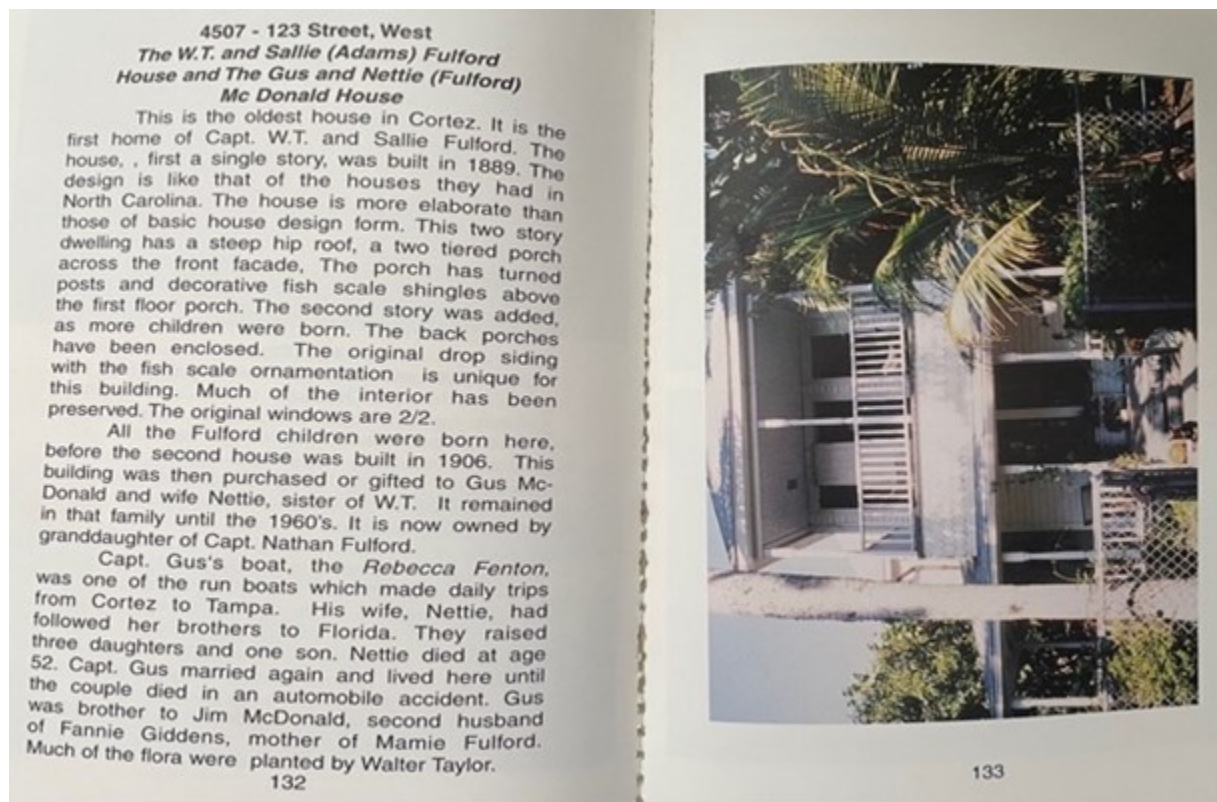 4507 - 123 Street, West
The W.T. and Sallie (Adams) Fulford
House and The Gus and Nettie (Fulford)
Mc Donald House
This is the oldest house in Cortez. It is the
first home of Capt. W.T. and Sallie Fulford. The
house, , first a single story, was built in 1889. The
design is like that of the houses they had in
North Carolina. The house is more elaborate than
those of basic house design form. This two story
dwelling has a steep hip roof, a two tiered porch
across the front facade, The porch has turned
posts and decorative fish scale shingles above
the first floor porch. The second story was added,
as more children were born. The back porches
have been enclosed. The original drop siding
with the fish scale ornamentation is unique for
this building. Much of the interior has been
preserved. The original windows are 2/2.
All the Fulford children were born here,
before the second house was built in 1906. This
building was then purchased or gifted to Gus Mc-
Donald and wife Nettie, sister of W.T. It remained
in that family until the 1960's. It is now owned by
granddaughter of Capt. Nathan Fulford.
Capt. Gus's boat, the Rebecca Fenton,
was one of the run boats which made daily trips
from Cortez to Tampa. His wife, Nettie, had
followed her brothers to Florida. They raised
three daughters and one son. Nettie died at age
52. Capt. Gus married again and lived here until
the couple died in an automobile accident. Gus
was brother to Jim McDonald, second husband
of Fannie Giddens, mother of Mamie Fulford.
Much of the flora were planted by Walter Taylor.
132
133